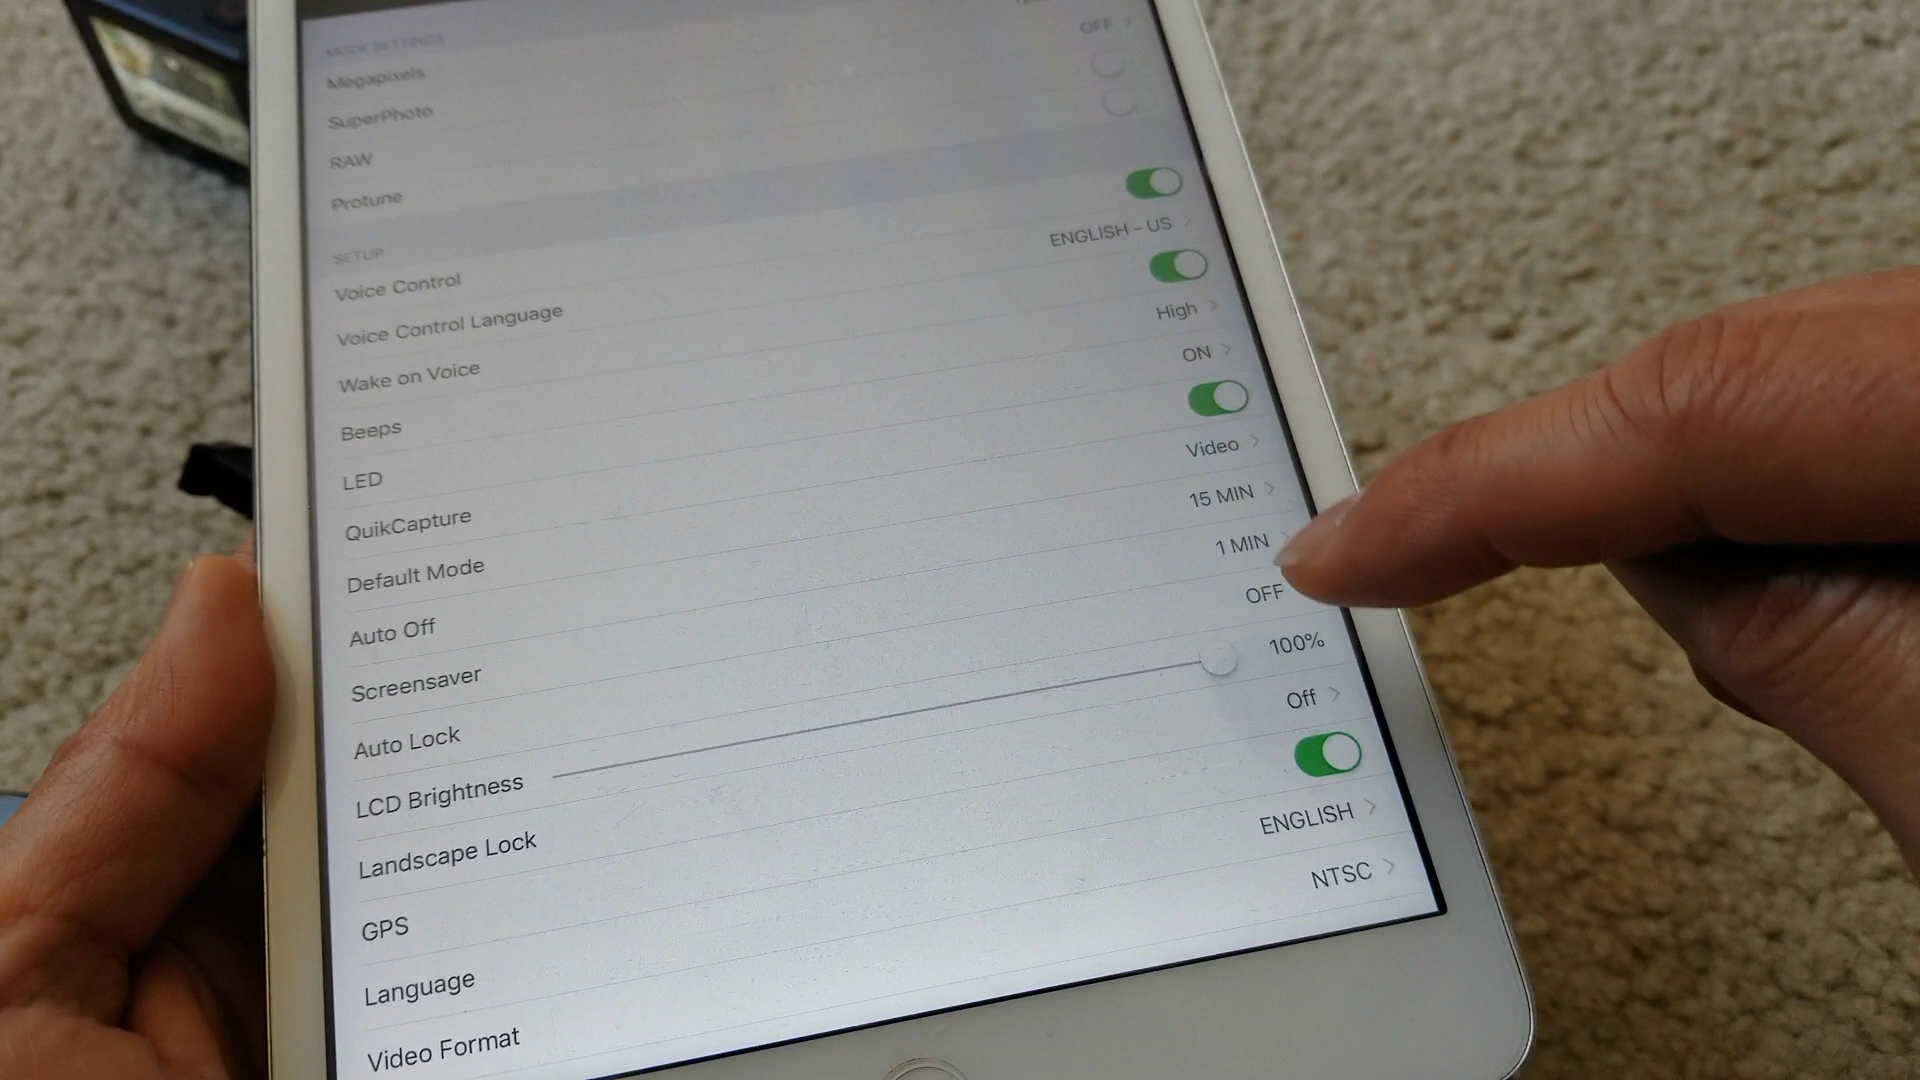 MODE SETTINGS
Megapixels
SuperPhoto OFF
RAW
Protune
SETUP
Voice Control
Voice Control Language ENGLISH - US
Wake on Voice
Beeps High
LED ON
QuikCapture
Default Mode Video
Auto Off 15 MIN
Screensaver 1 MIN
Auto Lock OFF
LCD Brightness 100%
Landscape Lock Off
GPS
Language ENGLISH
Video Format NTSC